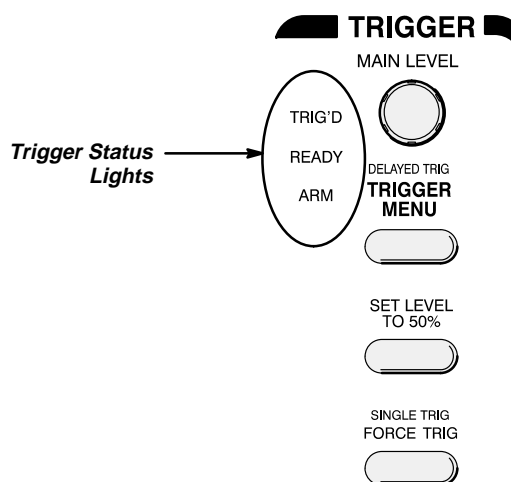 TRIGGER
MAIN LEVEL
TRIG'D
READY
ARM
Trigger Status
Lights
DELAYED TRIG
TRIGGER
MENU
SET LEVEL
TO 50%
SINGLE TRIG
FORCE TRIG